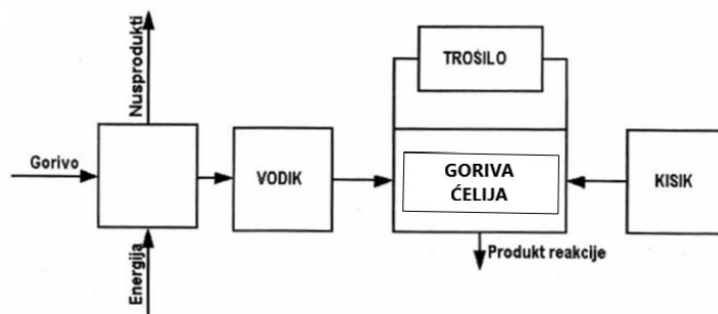 Nusprodukti
TROŠILO
Gorivo
VODIK
GORIVA
ĆELIJA
KISIK
Energija
Produkt reakcije